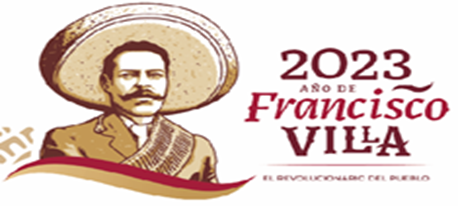 2023
AÑO DE
Francisco
VILLA
EL REVOLUCIONARIO DEL PUEBLO